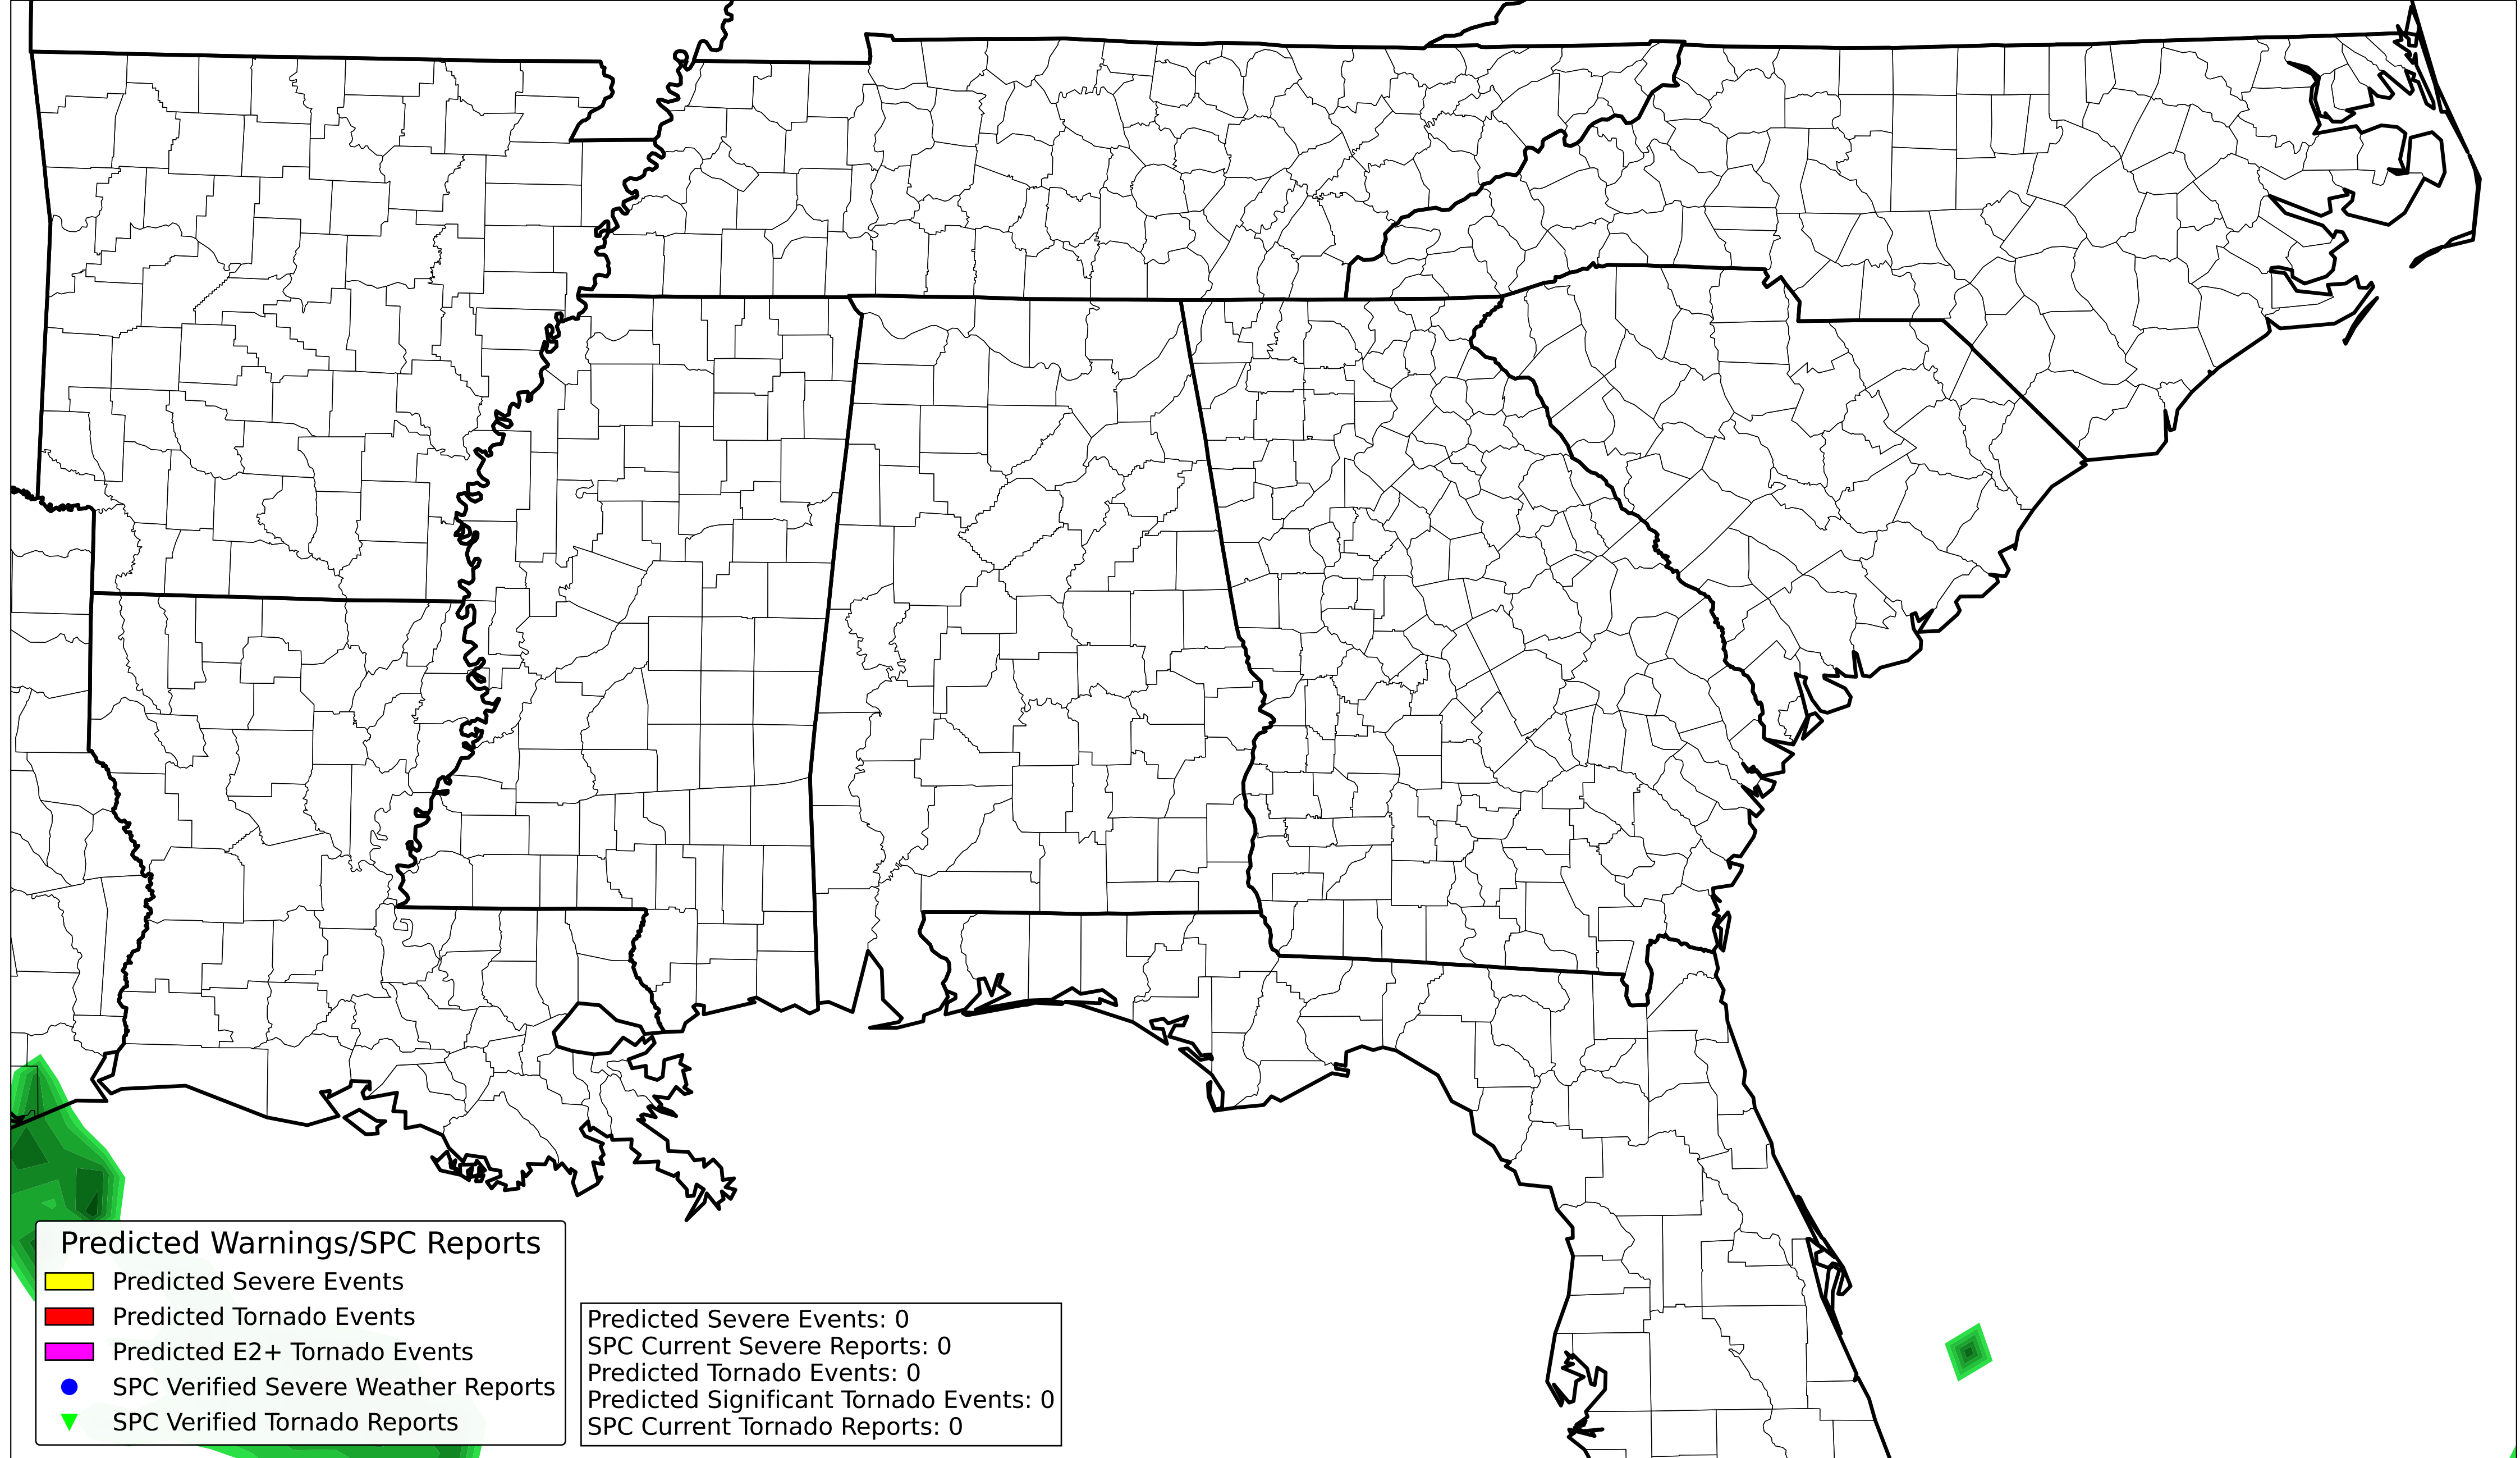 Predicted Warnings/SPC Reports
Predicted Severe Events
Predicted Tornado Events
Predicted E2+ Tornado Events
SPC Verified Severe Weather Reports
SPC Verified Tornado Reports
Predicted Severe Events: 0
SPC Current Severe Reports: 0
Predicted Tornado Events: 0
Predicted Significant Tornado Events: 0
SPC Current Tornado Reports: 0